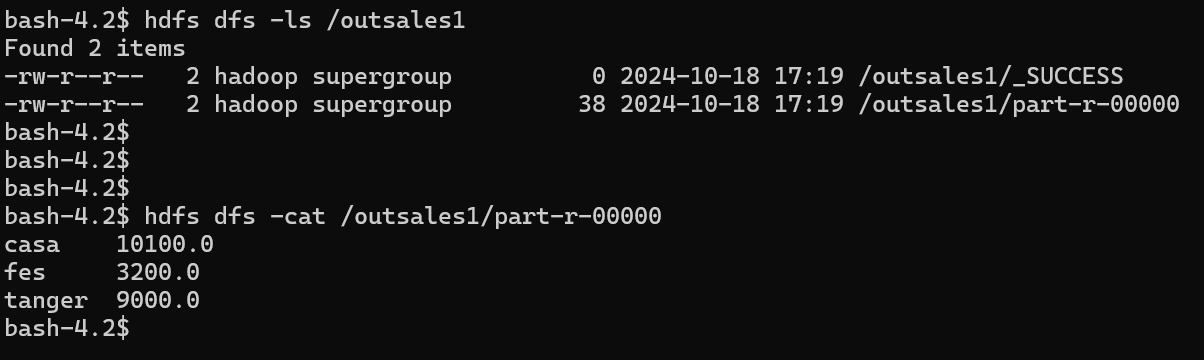 bash-4.2$ hdfs dfs -ls /outsales1
Found 2 items
-rw-r--r--   2 hadoop supergroup          0 2024-10-18 17:19 /outsales1/_SUCCESS
-rw-r--r--   2 hadoop supergroup         38 2024-10-18 17:19 /outsales1/part-r-00000
bash-4.2$
bash-4.2$
bash-4.2$
bash-4.2$ hdfs dfs -cat /outsales1/part-r-00000
casa    10100.0
fes     3200.0
tanger  9000.0
bash-4.2$